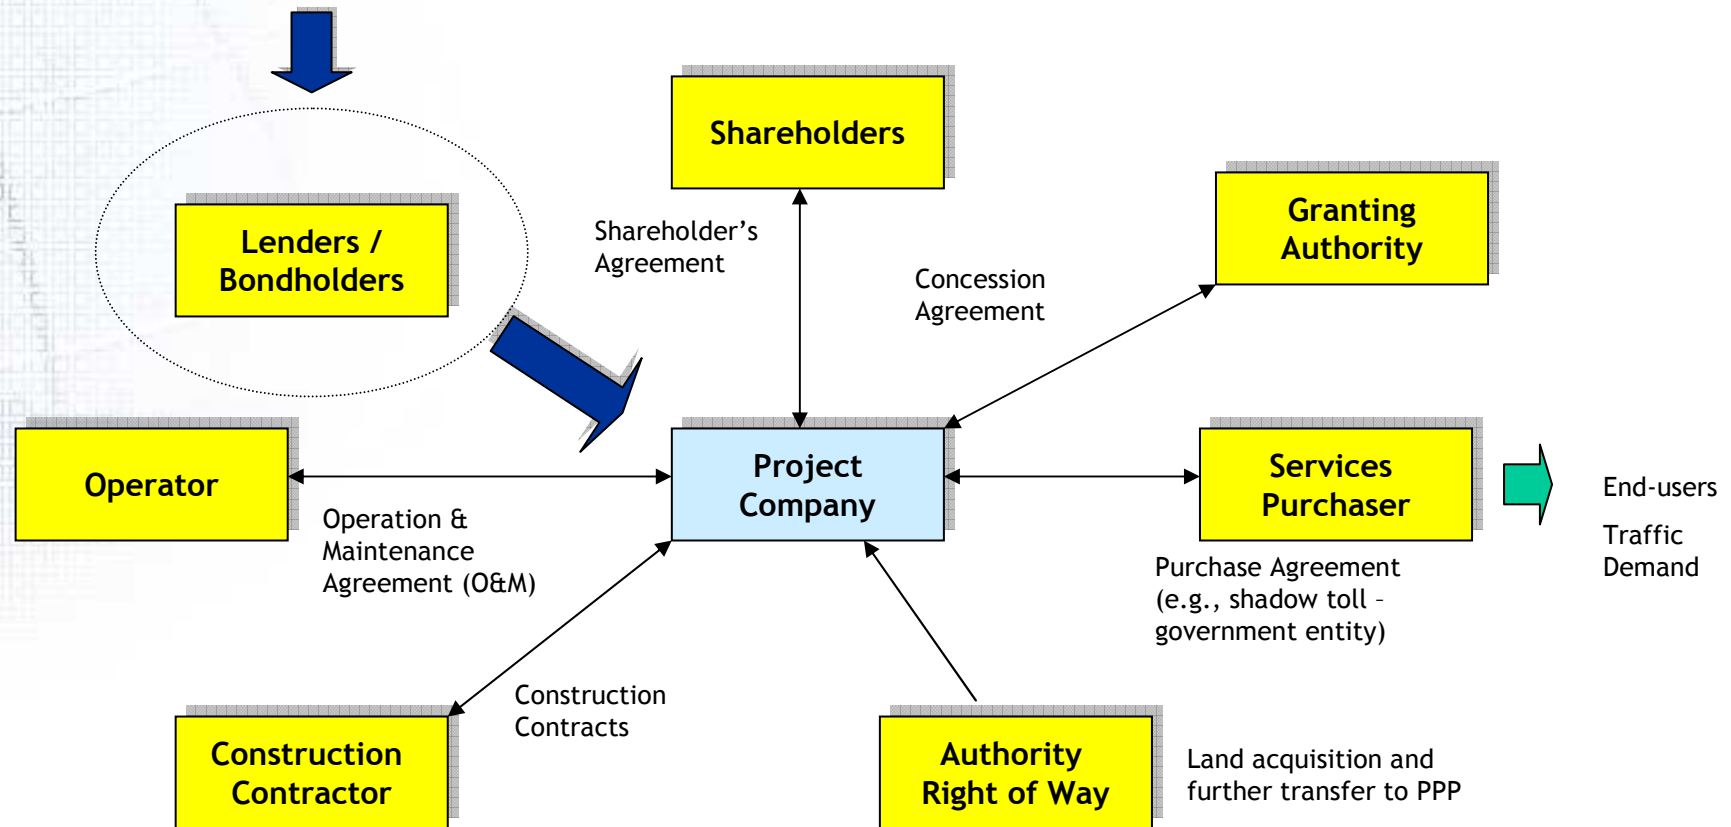 Shareholders
Granting
Authority
Lenders /
Bondholders
Shareholder’s
Agreement
Concession
Agreement
Operator
Project
Company
Services
Purchaser
End-users
Traffic
Demand
Operation &
Maintenance
Agreement (O&M)
Purchase Agreement
(e.g., shadow toll –
government entity)
Construction
Contracts
Construction
Contractor
Authority
Right of Way
Land acquisition and
further transfer to PPP